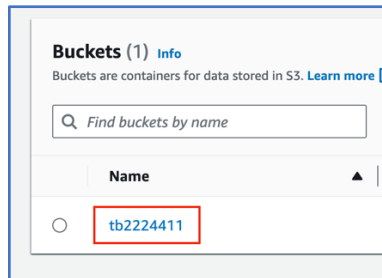 Buckets (1) Info
Buckets are containers for data stored in S3. Learn more
Find buckets by name
Name
tb2224411